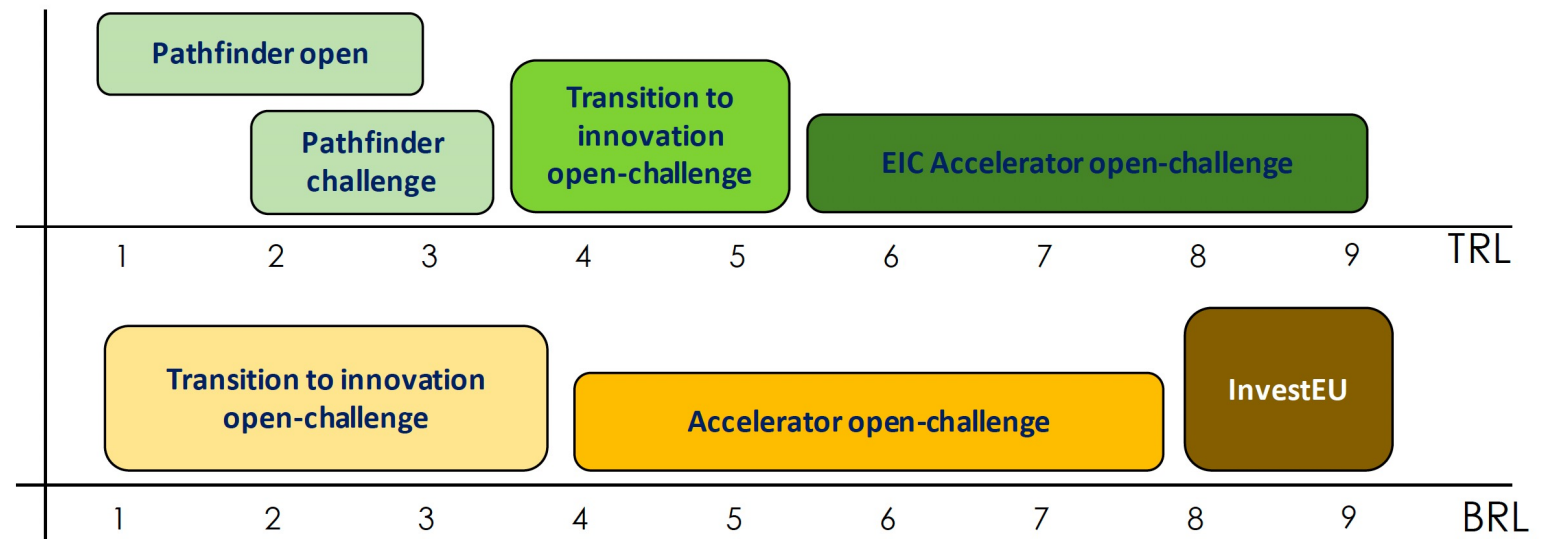 Pathfinder open
Pathfinder
challenge
Transition to
innovation
open-challenge
EIC Accelerator open-challenge
1 2 3 4 5 6 7 8 9 TRL
Transition to innovation
open-challenge
Accelerator open-challenge
InvestEU
1 2 3 4 5 6 7 8 9 BRL